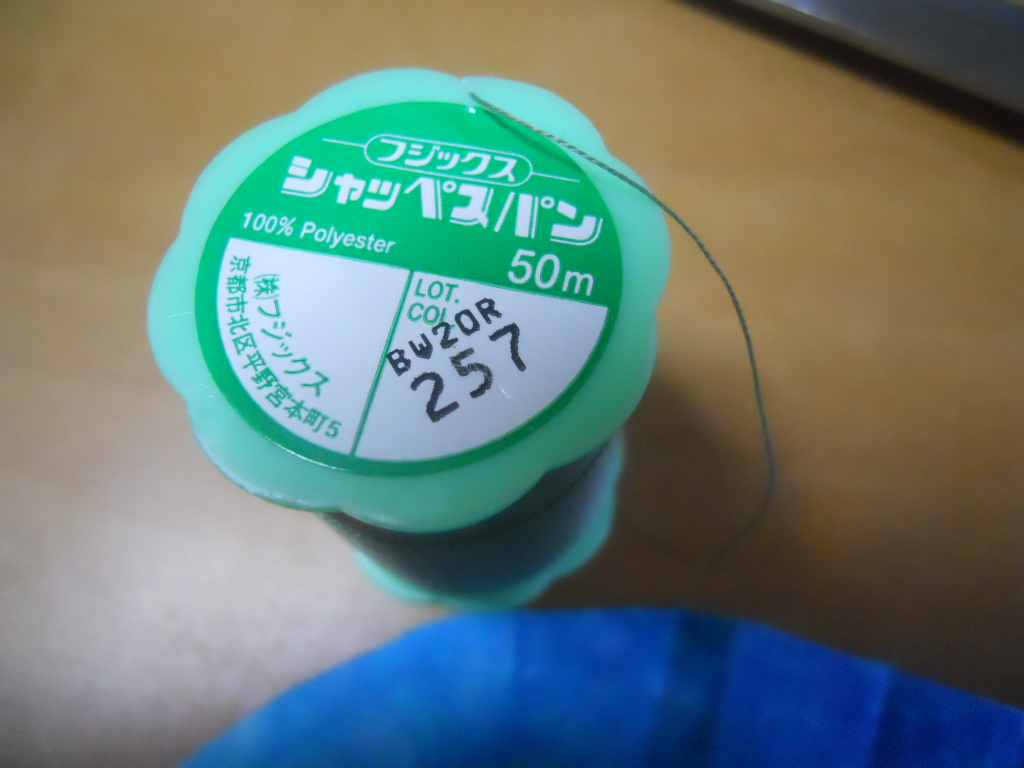 フジックス
シャッペスパン
100% Polyester
50m
㈱フジックス
京都市北区平野宮本町5
LOT.
COL.
BW20R
257